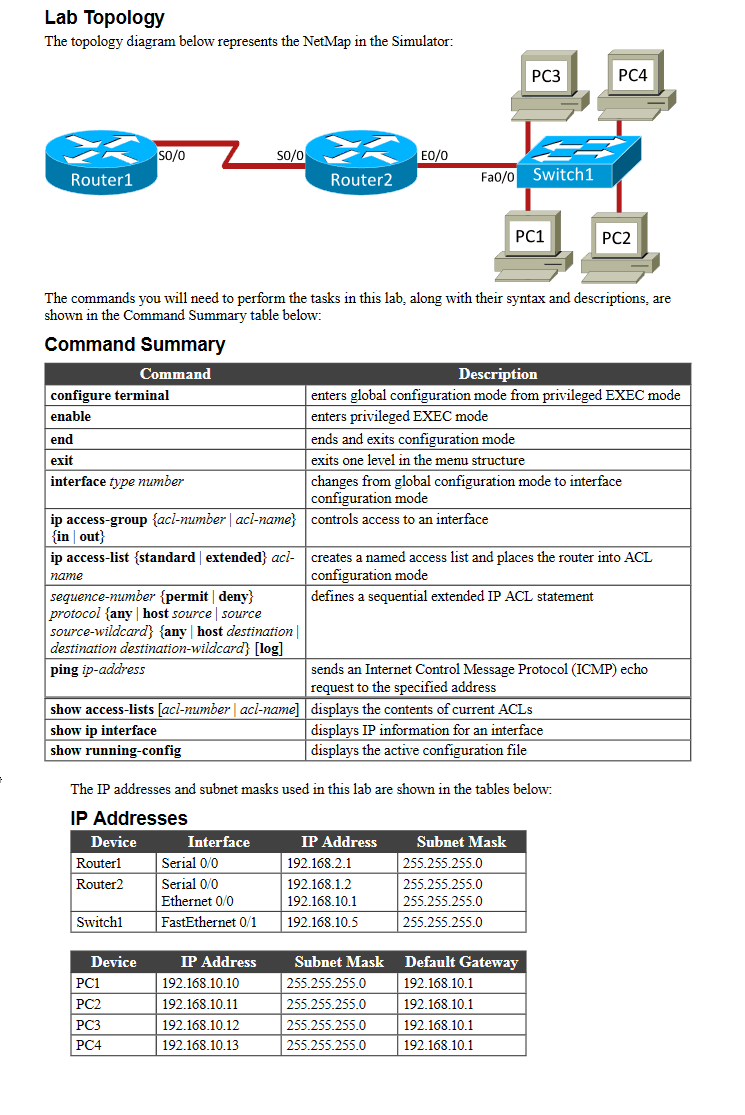 Lab Topology
The topology diagram below represents the NetMap in the Simulator:
PC3
PC4
S0/0
S0/0
E0/0
Router1
Router2
Fa0/0
Switch1
PC1
PC2
The commands you will need to perform the tasks in this lab, along with their syntax and descriptions, are
shown in the Command Summary table below:
Command Summary
Command Description
configure terminal enters global configuration mode from privileged EXEC mode
enable enters privileged EXEC mode
end ends and exits configuration mode
exit exits one level in the menu structure
interface type number changes from global configuration mode to interface
configuration mode
ip access-group {acl-number | acl-name} controls access to an interface
{in | out}
ip access-list {standard | extended} acl- creates a named access list and places the router into ACL
name configuration mode
sequence-number {permit | deny} defines a sequential extended IP ACL statement
protocol {any | host source | source
source-wildcard} {any | host destination |
destination destination-wildcard} [log]
ping ip-address sends an Internet Control Message Protocol (ICMP) echo
request to the specified address
show access-lists [acl-number | acl-name] displays the contents of current ACLs
show ip interface displays IP information for an interface
show running-config displays the active configuration file
The IP addresses and subnet masks used in this lab are shown in the tables below:
IP Addresses
Device Interface IP Address Subnet Mask
Router1 Serial 0/0 192.168.2.1 255.255.255.0
Router2 Serial 0/0 192.168.1.2 255.255.255.0
Ethernet 0/0 192.168.10.1 255.255.255.0
Switch1 FastEthernet 0/1 192.168.10.5 255.255.255.0
Device IP Address Subnet Mask Default Gateway
PC1 192.168.10.10 255.255.255.0 192.168.10.1
PC2 192.168.10.11 255.255.255.0 192.168.10.1
PC3 192.168.10.12 255.255.255.0 192.168.10.1
PC4 192.168.10.13 255.255.255.0 192.168.10.1